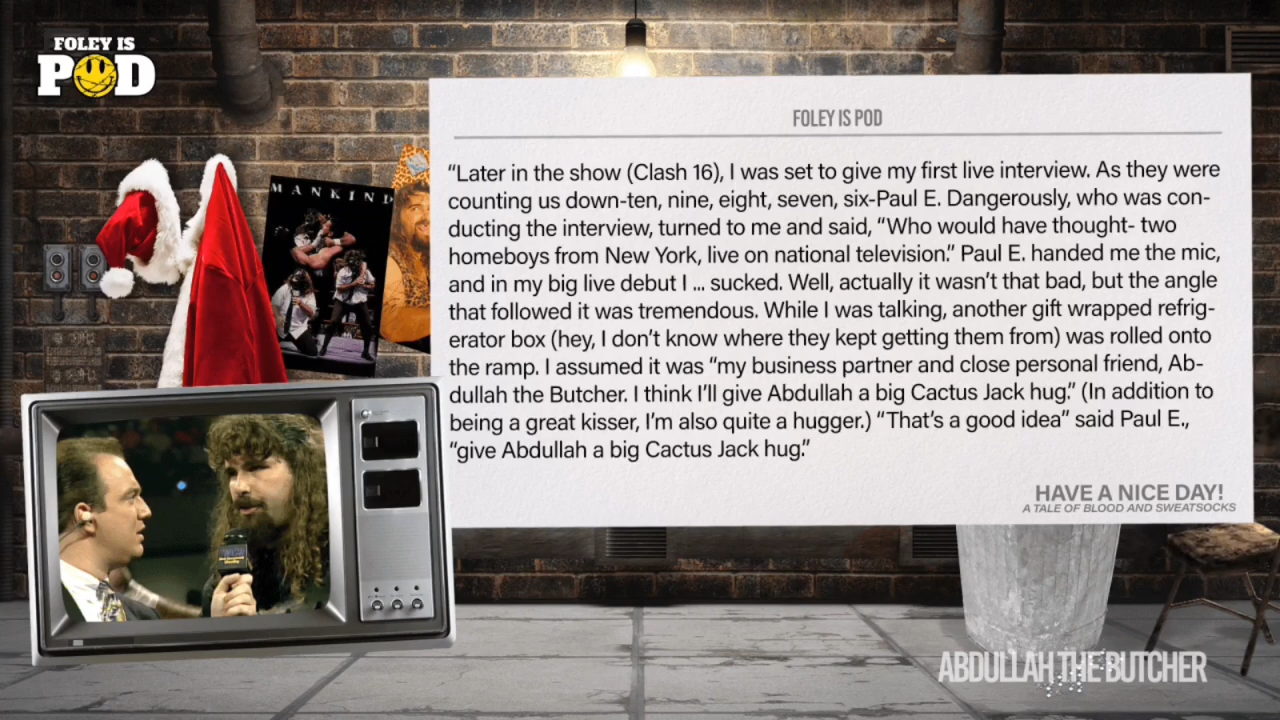 FOLEY IS
POD
MANKIND
FOLEY IS POD
“Later in the show (Clash 16), I was set to give my first live interview. As they were
counting us down-ten, nine, eight, seven, six-Paul E. Dangerously, who was con-
ducting the interview, turned to me and said, “Who would have thought- two
homeboys from New York, live on national television.” Paul E. handed me the mic,
and in my big live debut I ... sucked. Well, actually it wasn’t that bad, but the angle
that followed it was tremendous. While I was talking, another gift wrapped refrig-
erator box (hey, I don’t know where they kept getting them from) was rolled onto
the ramp. I assumed it was “my business partner and close personal friend, Ab-
dullah the Butcher. I think I’ll give Abdullah a big Cactus Jack hug.” (In addition to
being a great kisser, I’m also quite a hugger.) “That’s a good idea” said Paul E.,
“give Abdullah a big Cactus Jack hug.”
HAVE A NICE DAY!
A TALE OF BLOOD AND SWEATSOCKS
ABDULLAH THE BUTCHER